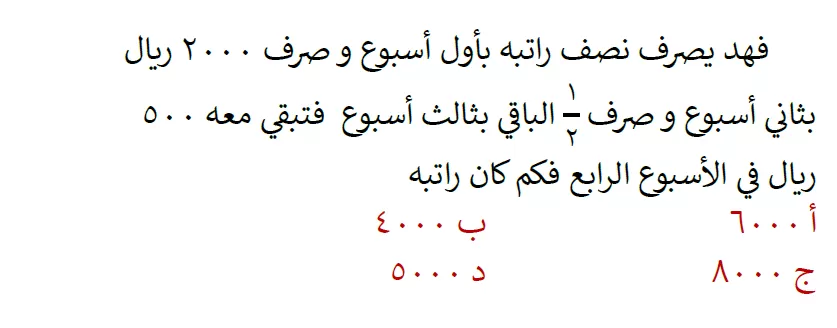 فهد يصرف نصف راتبه بأول أسبوع و صرف ٢٠٠٠ ريال
بثاني أسبوع و صرف ١/٢ الباقي بثالث أسبوع فتبقي معه ٥٠٠
ريال في الأسبوع الرابع فكم كان راتبه
أ ٦٠٠٠ ب ٤٠٠٠
ج ٨٠٠٠ د ٥٠٠٠